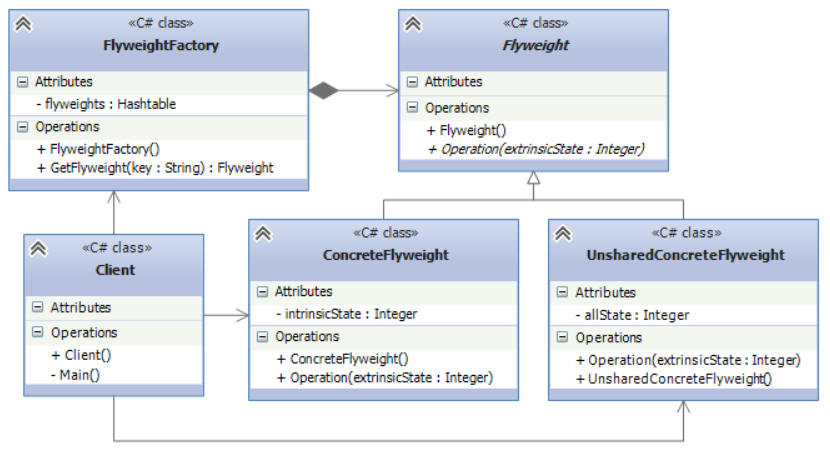 «C# class»
FlyweightFactory
Attributes
- flyweights : Hashtable
Operations
+ FlyweightFactory()
+ GetFlyweight(key : String) : Flyweight
«C# class»
Flyweight
Attributes
Operations
+ Flyweight()
+ Operation(extrinsicState : Integer)
«C# class»
Client
Attributes
Operations
+ Client()
- Main()
«C# class»
ConcreteFlyweight
Attributes
- intrinsicState : Integer
Operations
+ ConcreteFlyweight()
+ Operation(extrinsicState : Integer)
«C# class»
UnsharedConcreteFlyweight
Attributes
- allState : Integer
Operations
+ Operation(extrinsicState : Integer)
+ UnsharedConcreteFlyweight()